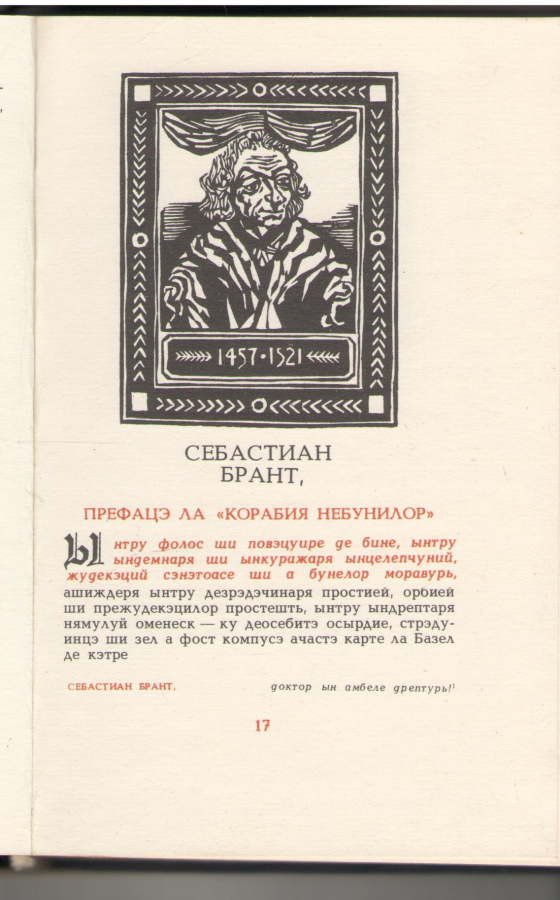 1457·1521
СЕБАСТИАН
БРАНТ,
ПРЕФАЦЭ ЛА «КОРАБИЯ НЕБУНИЛОР»
Ынтру фолос ши повэцуире де бине, ынтру
ындемнаря ши ынкуражаря ынцелепчуний,
жудекэций сэнэтоасе ши а бунелор моравурь,
ашиждеря ынтру дезрэдэчинаря простией, орбией
ши прежудекэцилор простешть, ынтру ындрептаря
нямулуй оменеск — ку деосебитэ осырдие, стрэду-
инцэ ши зел а фост компусэ ачастэ карте ла Базел
де кэтре
СЕБАСТИАН БРАНТ,
доктор ын амбеле дрептурь!¹
17